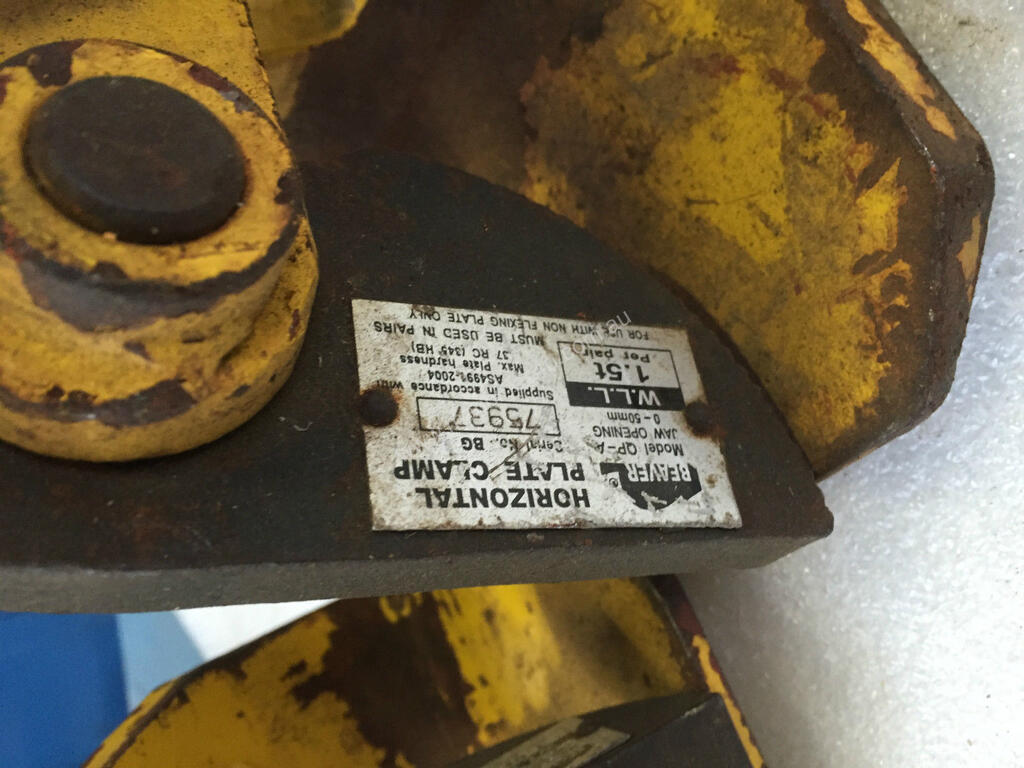 BEAVER
HORIZONTAL
PLATE CLAMP
Model QP-A
Serial No.: BG
JAW OPENING
0-50mm
75937
W.L.L.
1.5t
Per pair
Supplied in accordance with
AS4991-2004
Max. Plate hardness
37 RC (345 HB)
MUST BE USED IN PAIRS
FOR USE WITH NON FLEXING PLATE ONLY